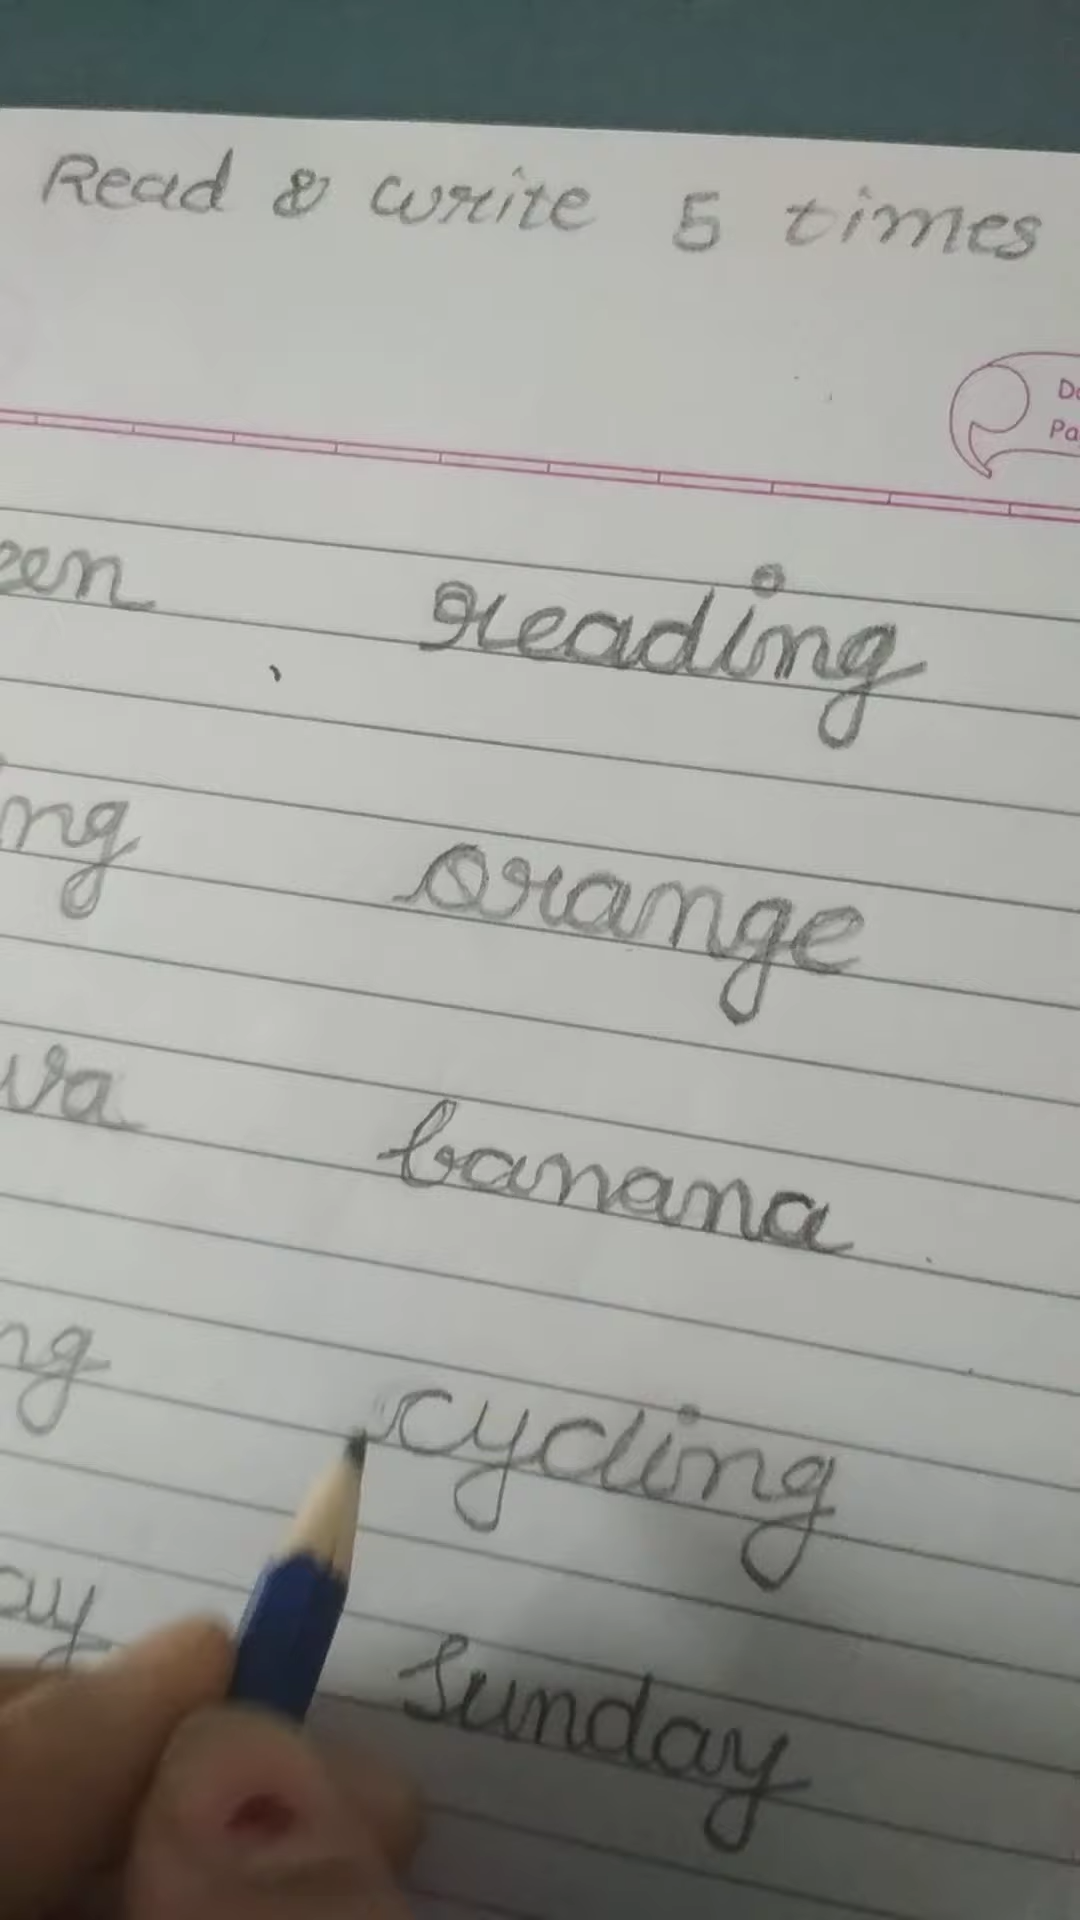 Read & write 5 times
reading
orange
banana
cycling
Sunday